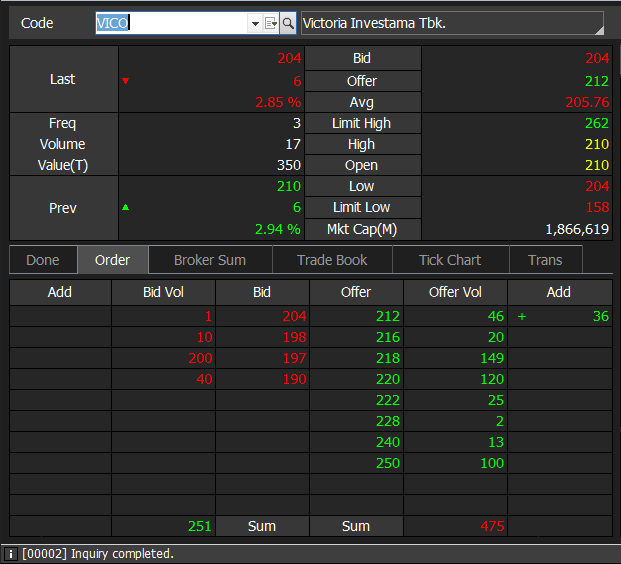 Code VICO Victoria Investama Tbk.
204 Bid 204
Last ▼ 6 Offer 212
2.85 % Avg 205.76
Freq 3 Limit High 262
Volume 17 High 210
Value(T) 350 Open 210
210 Low 204
Prev ▲ 6 Limit Low 158
2.94 % Mkt Cap(M) 1,866,619
Done Order Broker Sum Trade Book Tick Chart Trans
Add Bid Vol Bid Offer Offer Vol Add
1 204 212 46 + 36
10 198 216 20
200 197 218 149
40 190 220 120
222 25
228 2
240 13
250 100
251 Sum Sum 475
i [00002] Inquiry completed.